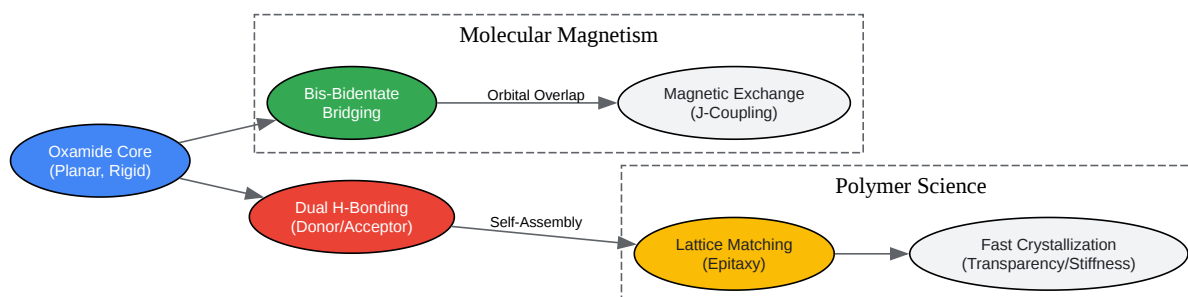 Molecular Magnetism
Bis-Bidentate
Bridging
Orbital Overlap
Magnetic Exchange
(J-Coupling)
Oxamide Core
(Planar, Rigid)
Dual H-Bonding
(Donor/Acceptor)
Self-Assembly
Polymer Science
Lattice Matching
(Epitaxy)
Fast Crystallization
(Transparency/Stiffness)